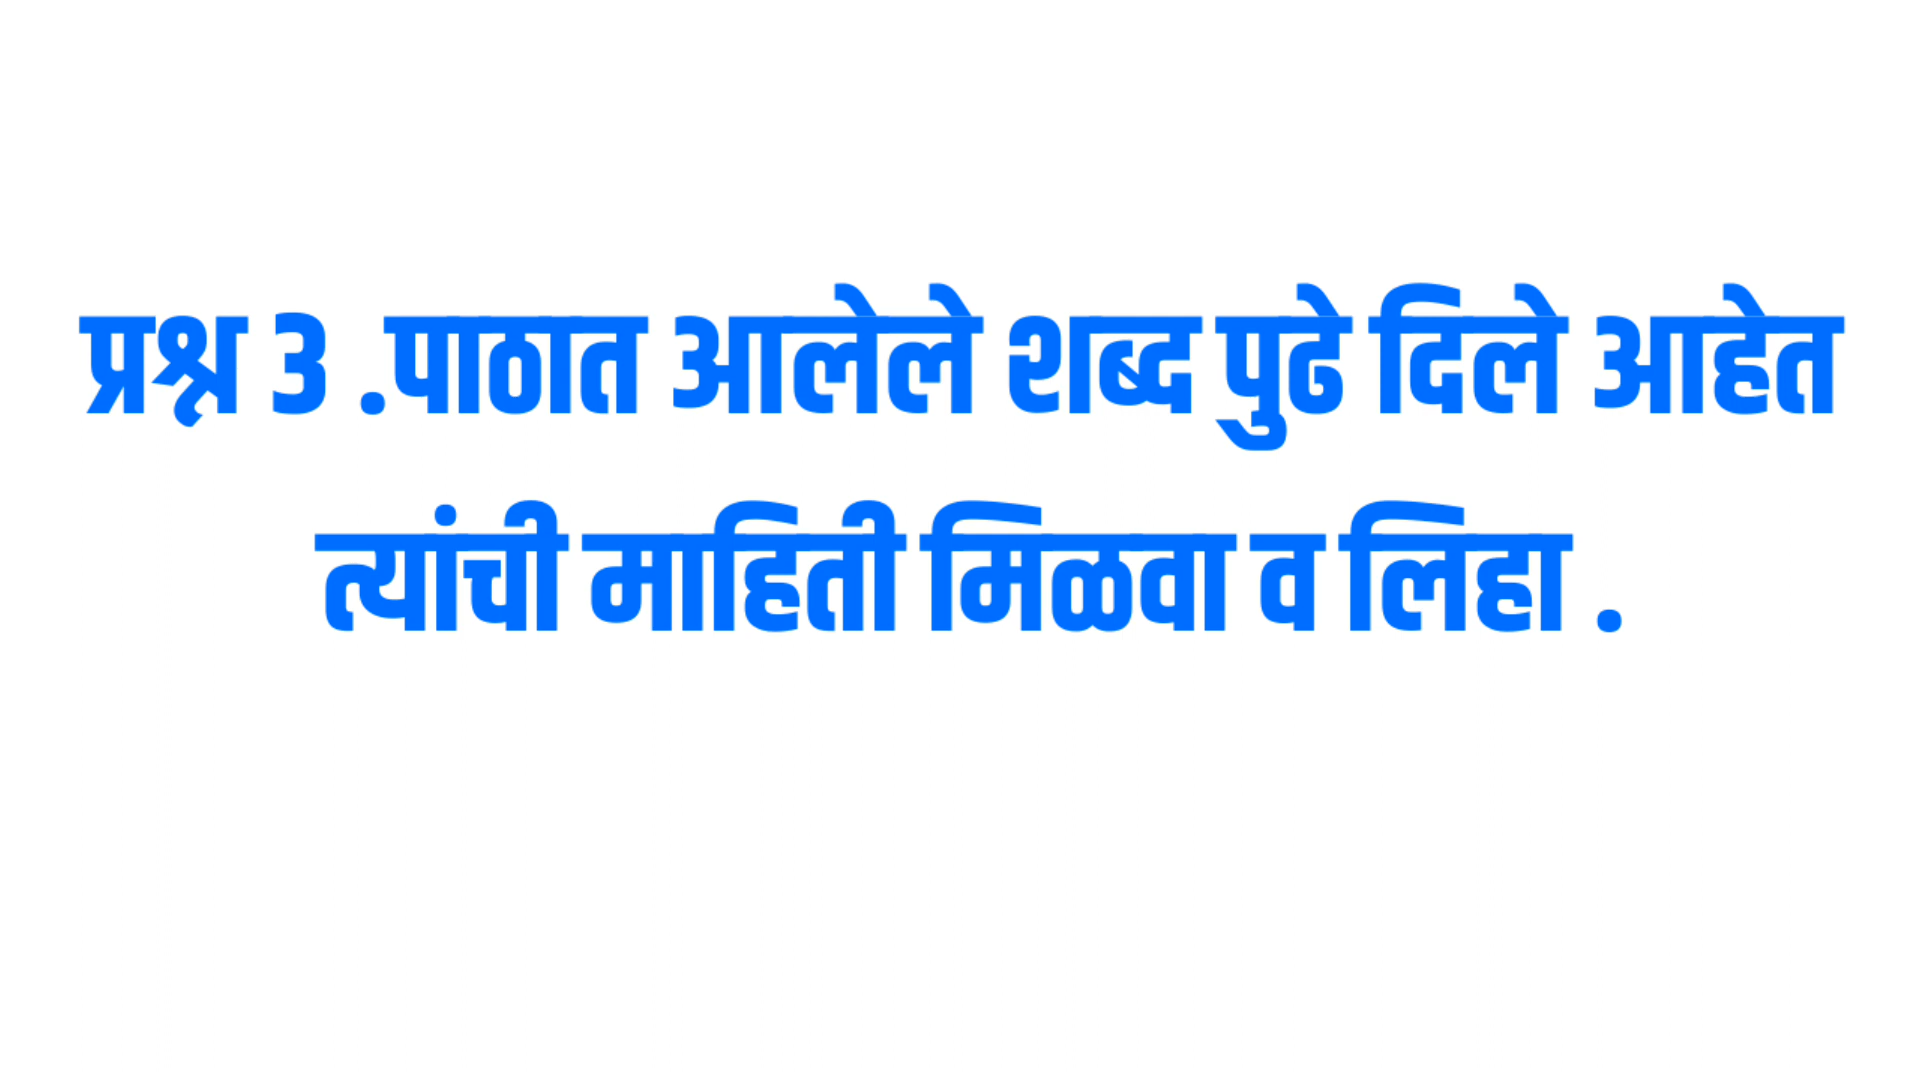 प्रश्न 3 .पाठात आलेले शब्द पुढे दिले आहेत
त्यांची माहिती मिळवा व लिहा .